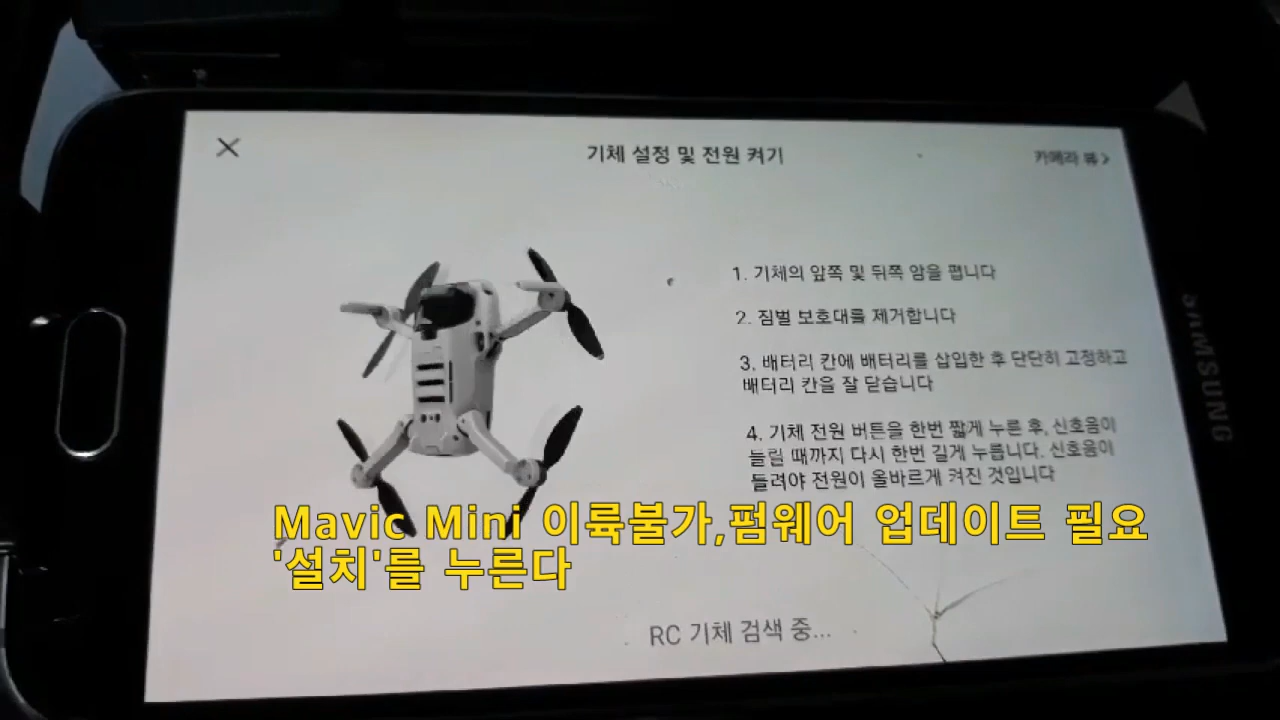 기체 설정 및 전원 켜기
카메라 뷰 >
1. 기체의 앞쪽 및 뒤쪽 암을 폅니다
2. 짐벌 보호대를 제거합니다
3. 배터리 칸에 배터리를 삽입한 후 단단히 고정하고
배터리 칸을 잘 닫습니다
4. 기체 전원 버튼을 한번 짧게 누른 후, 신호음이
들릴 때까지 다시 한번 길게 누릅니다. 신호음이
들려야 전원이 올바르게 켜진 것입니다
Mavic Mini 이륙불가,펌웨어 업데이트 필요
'설치'를 누른다
RC 기체 검색 중...
SAMSUNG